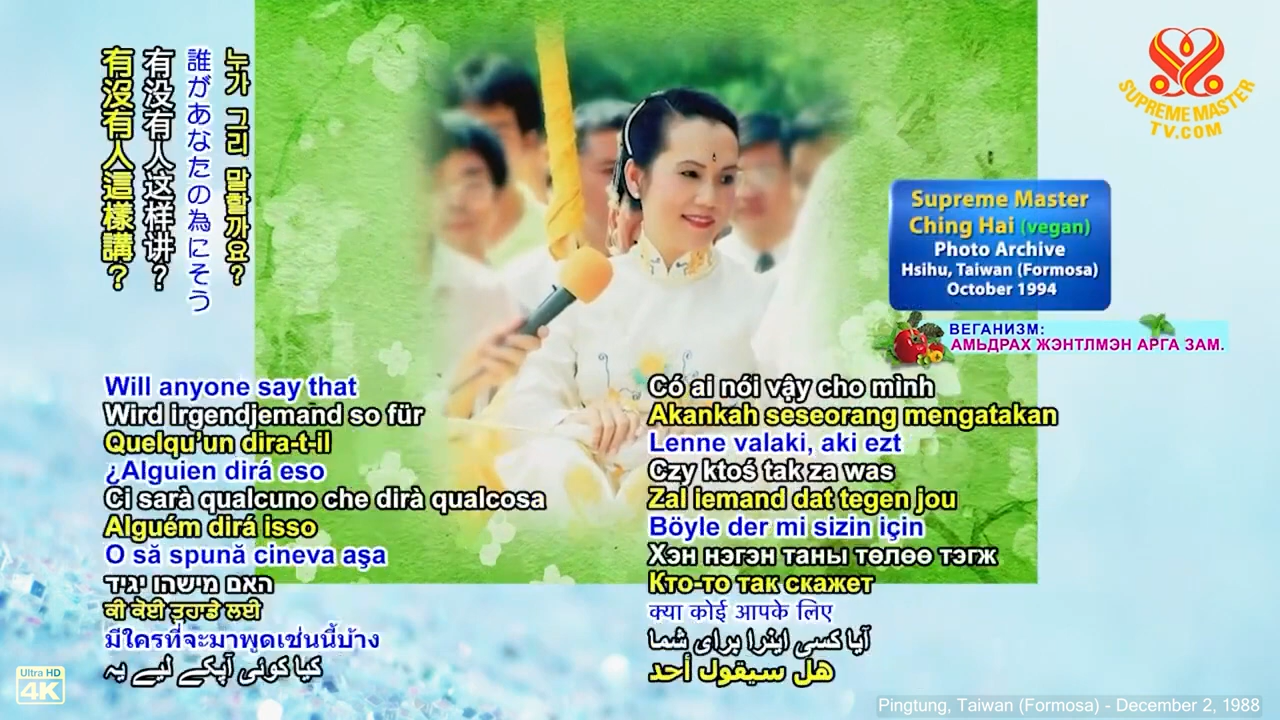 누가 그리 말할까요?
誰があなたの為にそう
有没有人这样讲？
有沒有人這樣講？
SUPREME MASTER
TV.COM
Supreme Master
Ching Hai (vegan)
Photo Archive
Hsihu, Taiwan (Formosa)
October 1994
ВЕГАНИЗМ:
АМЬДРАХ ЖЭНТЛМЭН АРГА ЗАМ.
Will anyone say that
Wird irgendjemand so für
Quelqu'un dira-t-il
¿Alguien dirá eso
Ci sarà qualcuno che dirà qualcosa
Alguém dirá isso
O să spună cineva aşa
האם מישהו יגיד
ਕੀ ਕੋਈ ਤੁਹਾਡੇ ਲਈ
มีใครที่จะมาพูดเช่นนี้บ้าง
کیا کوئی آپکے لیے یہ
Có ai nói vậy cho mình
Akankah seseorang mengatakan
Lenne valaki, aki ezt
Czy ktoś tak za was
Zal iemand dat tegen jou
Böyle der mi sizin için
Хэн нэгэн таны төлөө тэгж
Кто-то так скажет
क्या कोई आपके लिए
آیا کسی اینرا برای شما
هل سيقول أحد
Ultra HD
4K
Pingtung, Taiwan (Formosa) - December 2, 1988